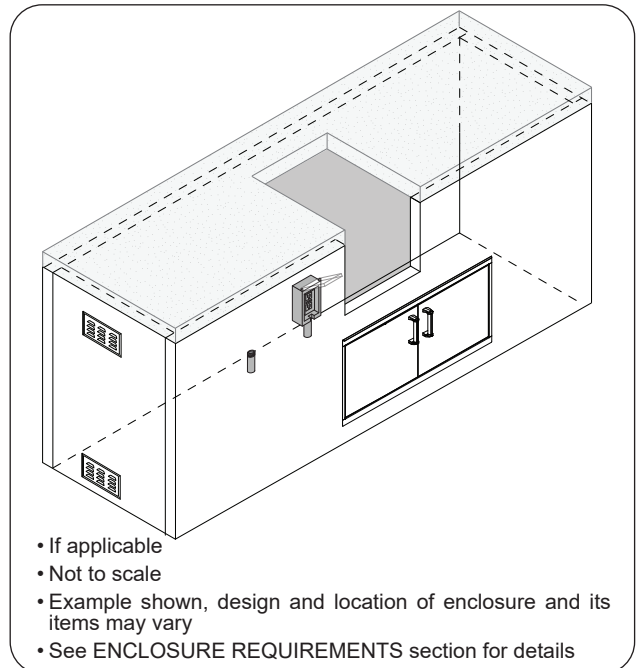 • If applicable
• Not to scale
• Example shown, design and location of enclosure and its
items may vary
• See ENCLOSURE REQUIREMENTS section for details